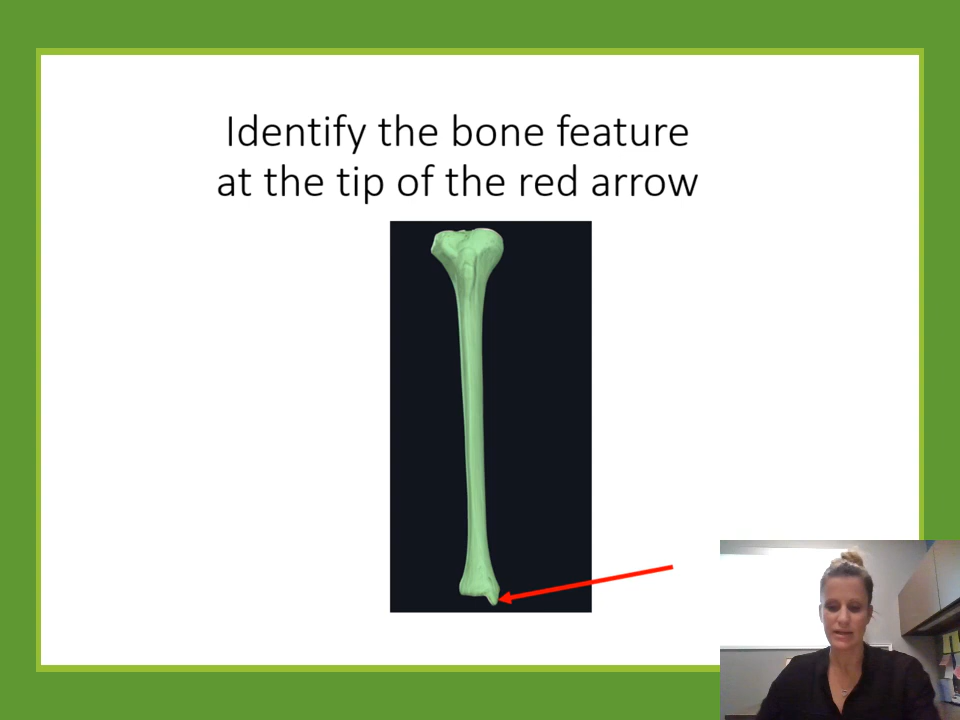 Identify the bone feature
at the tip of the red arrow